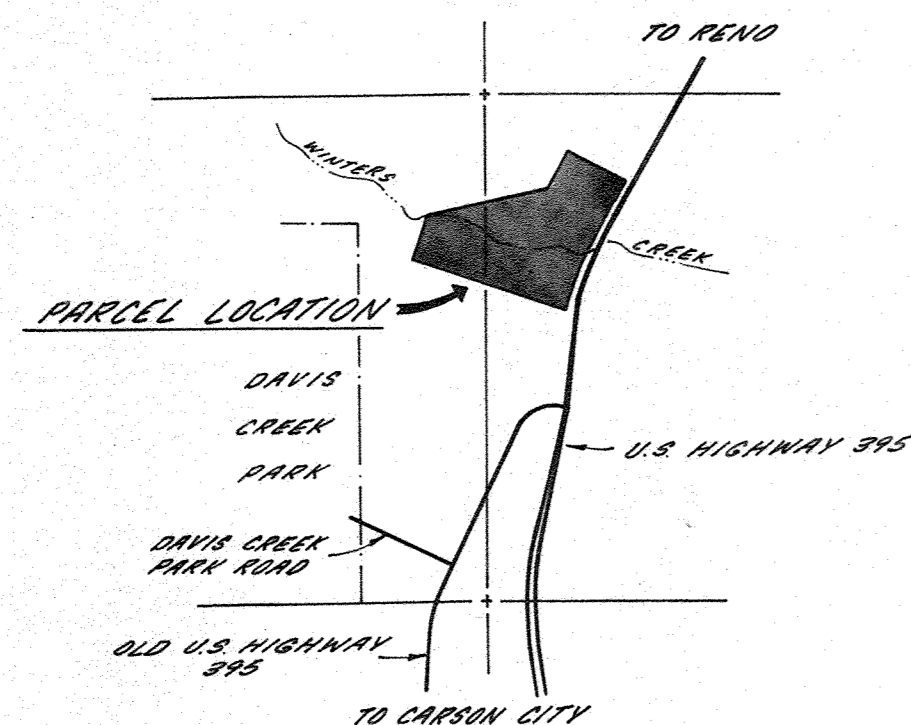 TO RENO
WINTERS
CREEK
PARCEL LOCATION
DAVIS
CREEK
PARK
U.S. HIGHWAY 395
DAVIS CREEK
PARK ROAD
OLD U.S. HIGHWAY
395
TO CARSON CITY